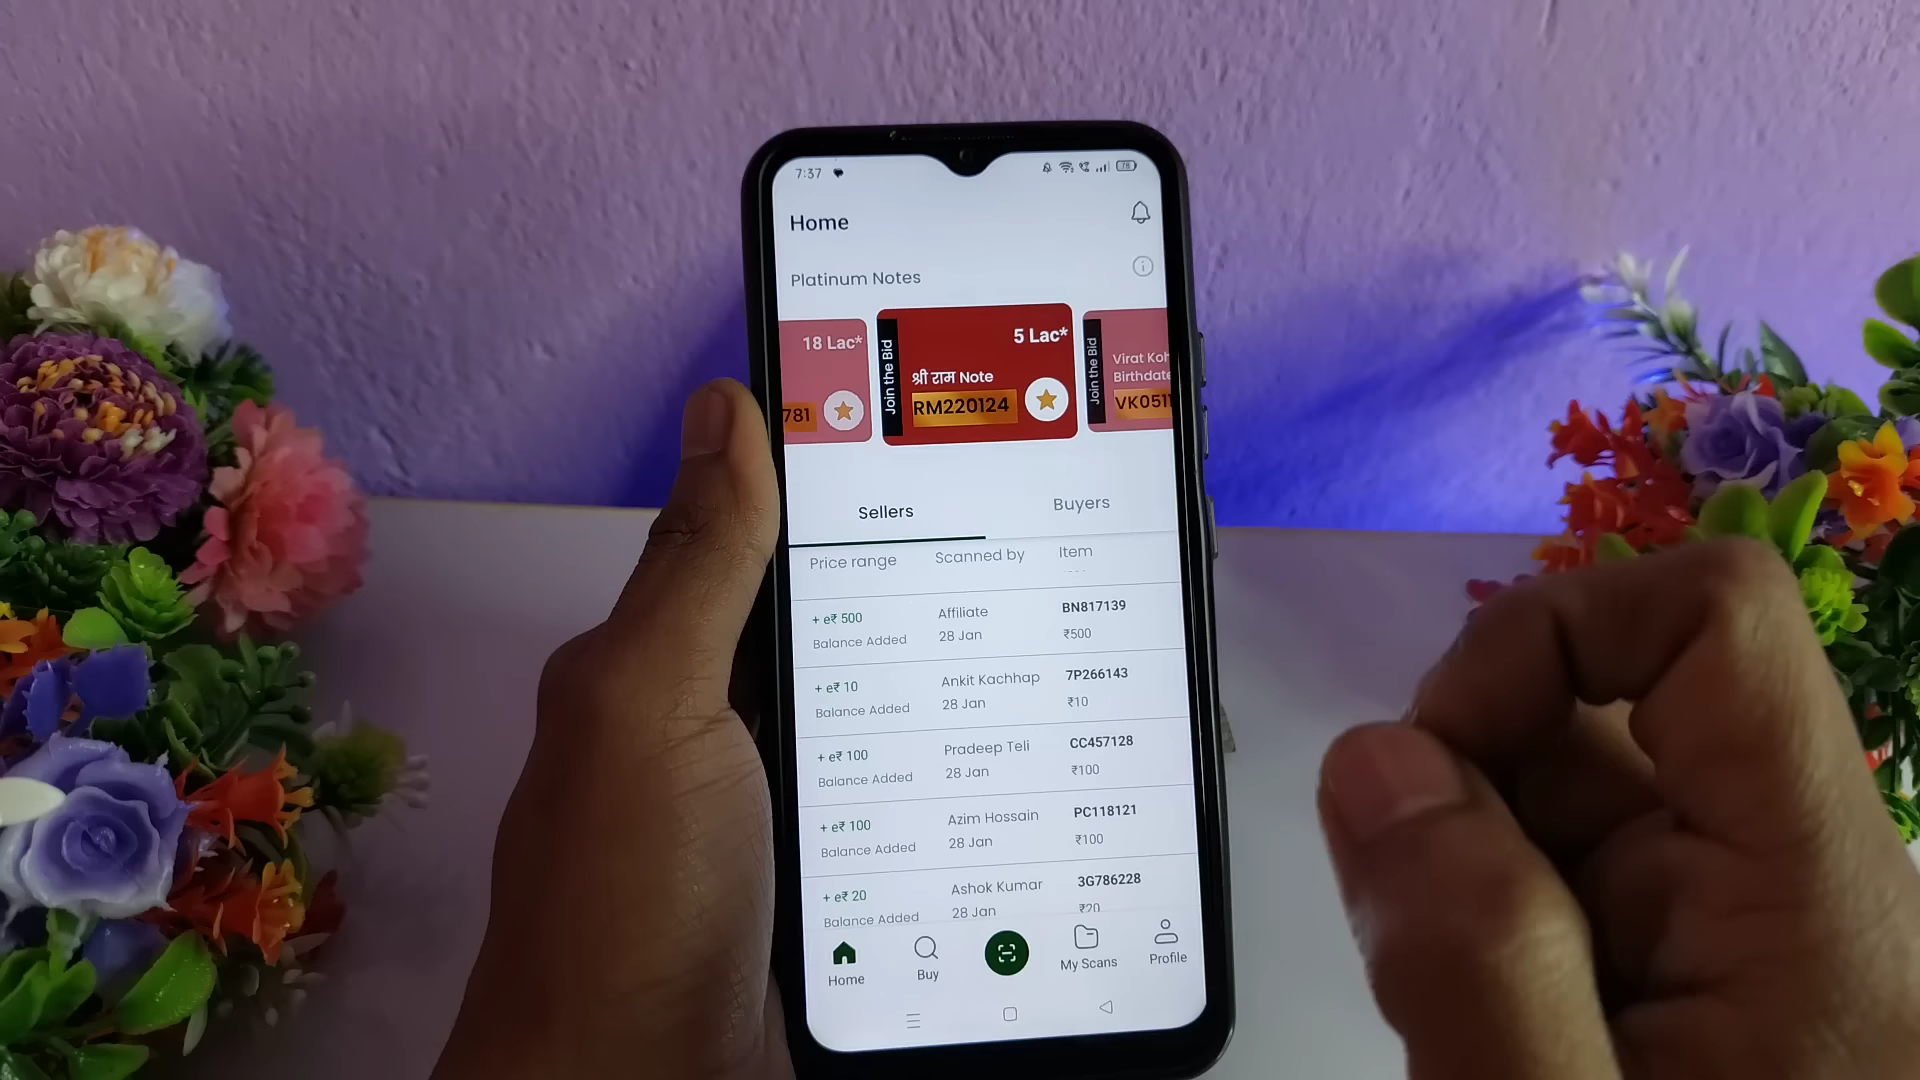 7:37
78
Home
Platinum Notes
18 Lac*
781
Join the Bid
5 Lac*
श्री राम Note
RM220124
Join the Bid
Virat Koh
Birthdate
VK0511
Sellers
Buyers
Price range Scanned by Item
+ e₹ 500 Affiliate BN817139
Balance Added 28 Jan ₹500
+ e₹ 10 Ankit Kachhap 7P266143
Balance Added 28 Jan ₹10
+ e₹ 100 Pradeep Teli CC457128
Balance Added 28 Jan ₹100
+ e₹ 100 Azim Hossain PC118121
Balance Added 28 Jan ₹100
+ e₹ 20 Ashok Kumar 3G786228
Balance Added 28 Jan ₹20
Home Buy My Scans Profile